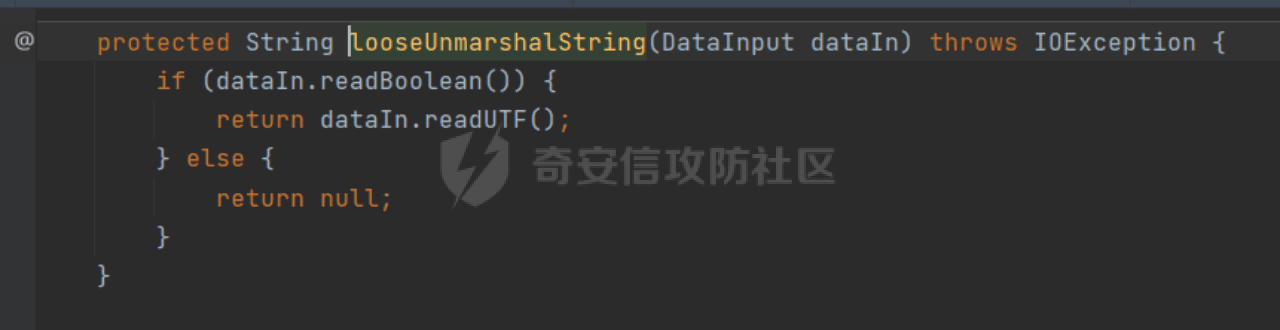 @ protected String looseUnmarshalString(DataInput dataIn) throws IOException {
if (dataIn.readBoolean()) {
return dataIn.readUTF();
} else {
return null;
}
}
奇安信攻防社区